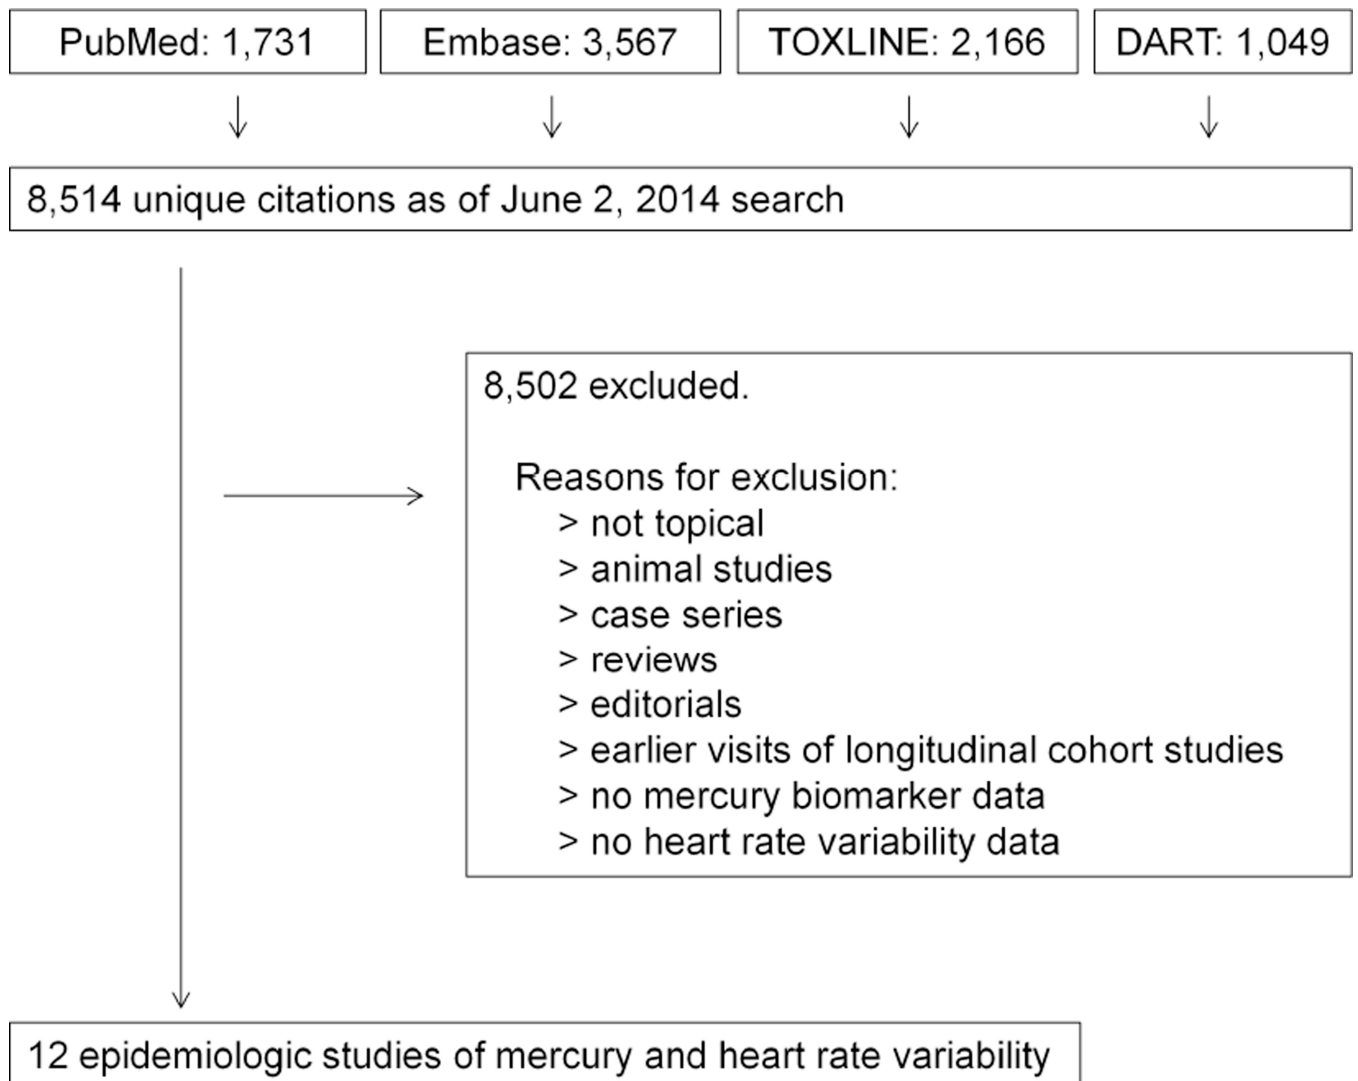 PubMed: 1,731
Embase: 3,567
TOXLINE: 2,166
DART: 1,049
8,514 unique citations as of June 2, 2014 search
8,502 excluded.
Reasons for exclusion:
> not topical
> animal studies
> case series
> reviews
> editorials
> earlier visits of longitudinal cohort studies
> no mercury biomarker data
> no heart rate variability data
12 epidemiologic studies of mercury and heart rate variability